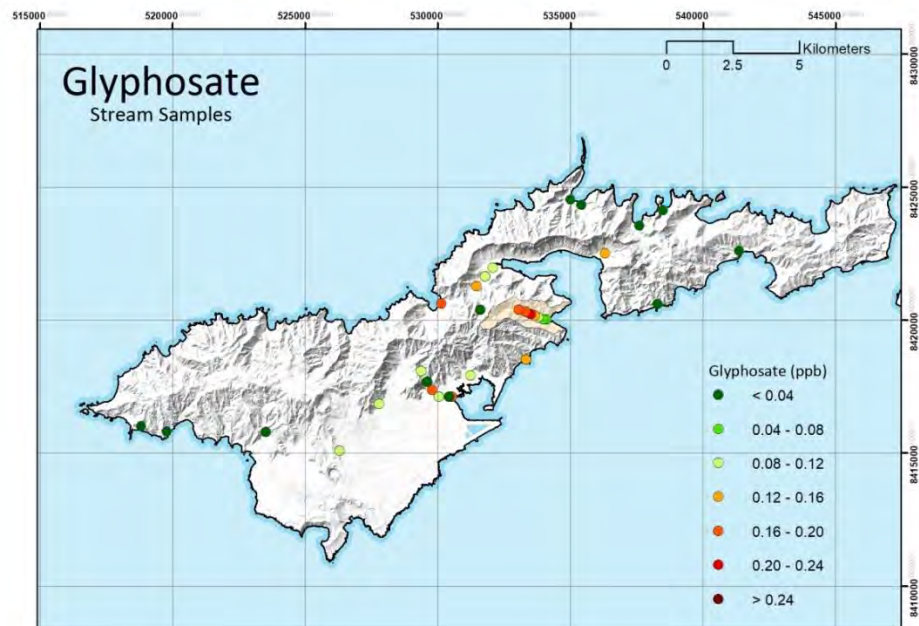 515000 520000 525000 530000 535000 540000 545000
Glyphosate
Stream Samples
Kilometers
0 2.5 5
8430000
8425000
8420000
8415000
8410000
Glyphosate (ppb)
< 0.04
0.04 - 0.08
0.08 - 0.12
0.12 - 0.16
0.16 - 0.20
0.20 - 0.24
> 0.24